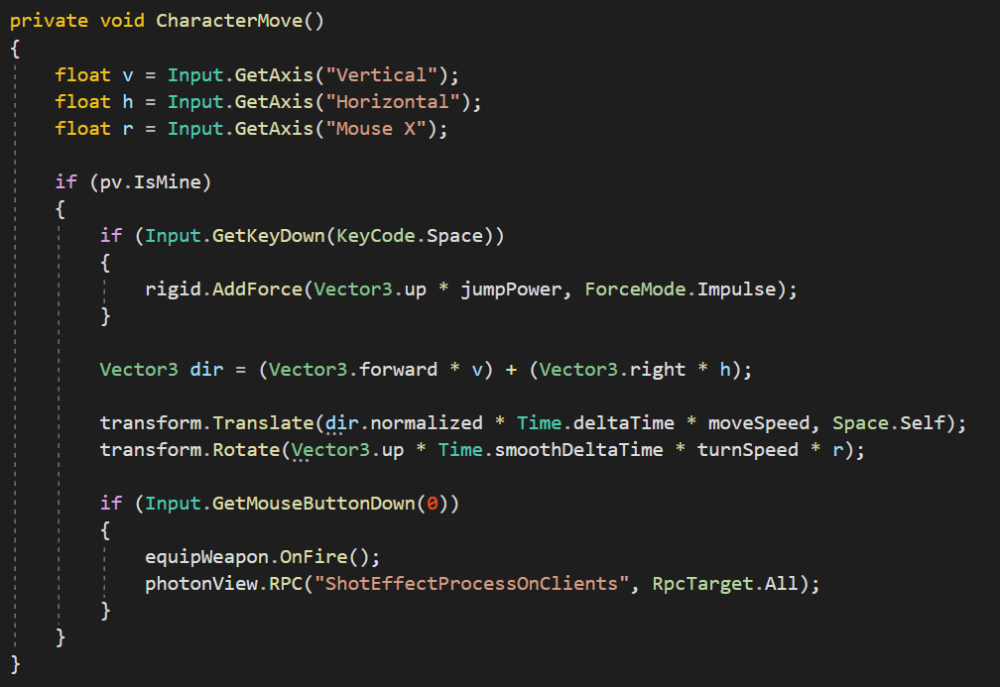 private void CharacterMove()
{
    float v = Input.GetAxis("Vertical");
    float h = Input.GetAxis("Horizontal");
    float r = Input.GetAxis("Mouse X");

    if (pv.IsMine)
    {
        if (Input.GetKeyDown(KeyCode.Space))
        {
            rigid.AddForce(Vector3.up * jumpPower, ForceMode.Impulse);
        }

        Vector3 dir = (Vector3.forward * v) + (Vector3.right * h);

        transform.Translate(dir.normalized * Time.deltaTime * moveSpeed, Space.Self);
        transform.Rotate(Vector3.up * Time.smoothDeltaTime * turnSpeed * r);

        if (Input.GetMouseButtonDown(0))
        {
            equipWeapon.OnFire();
            photonView.RPC("ShotEffectProcessOnClients", RpcTarget.All);
        }
    }
}